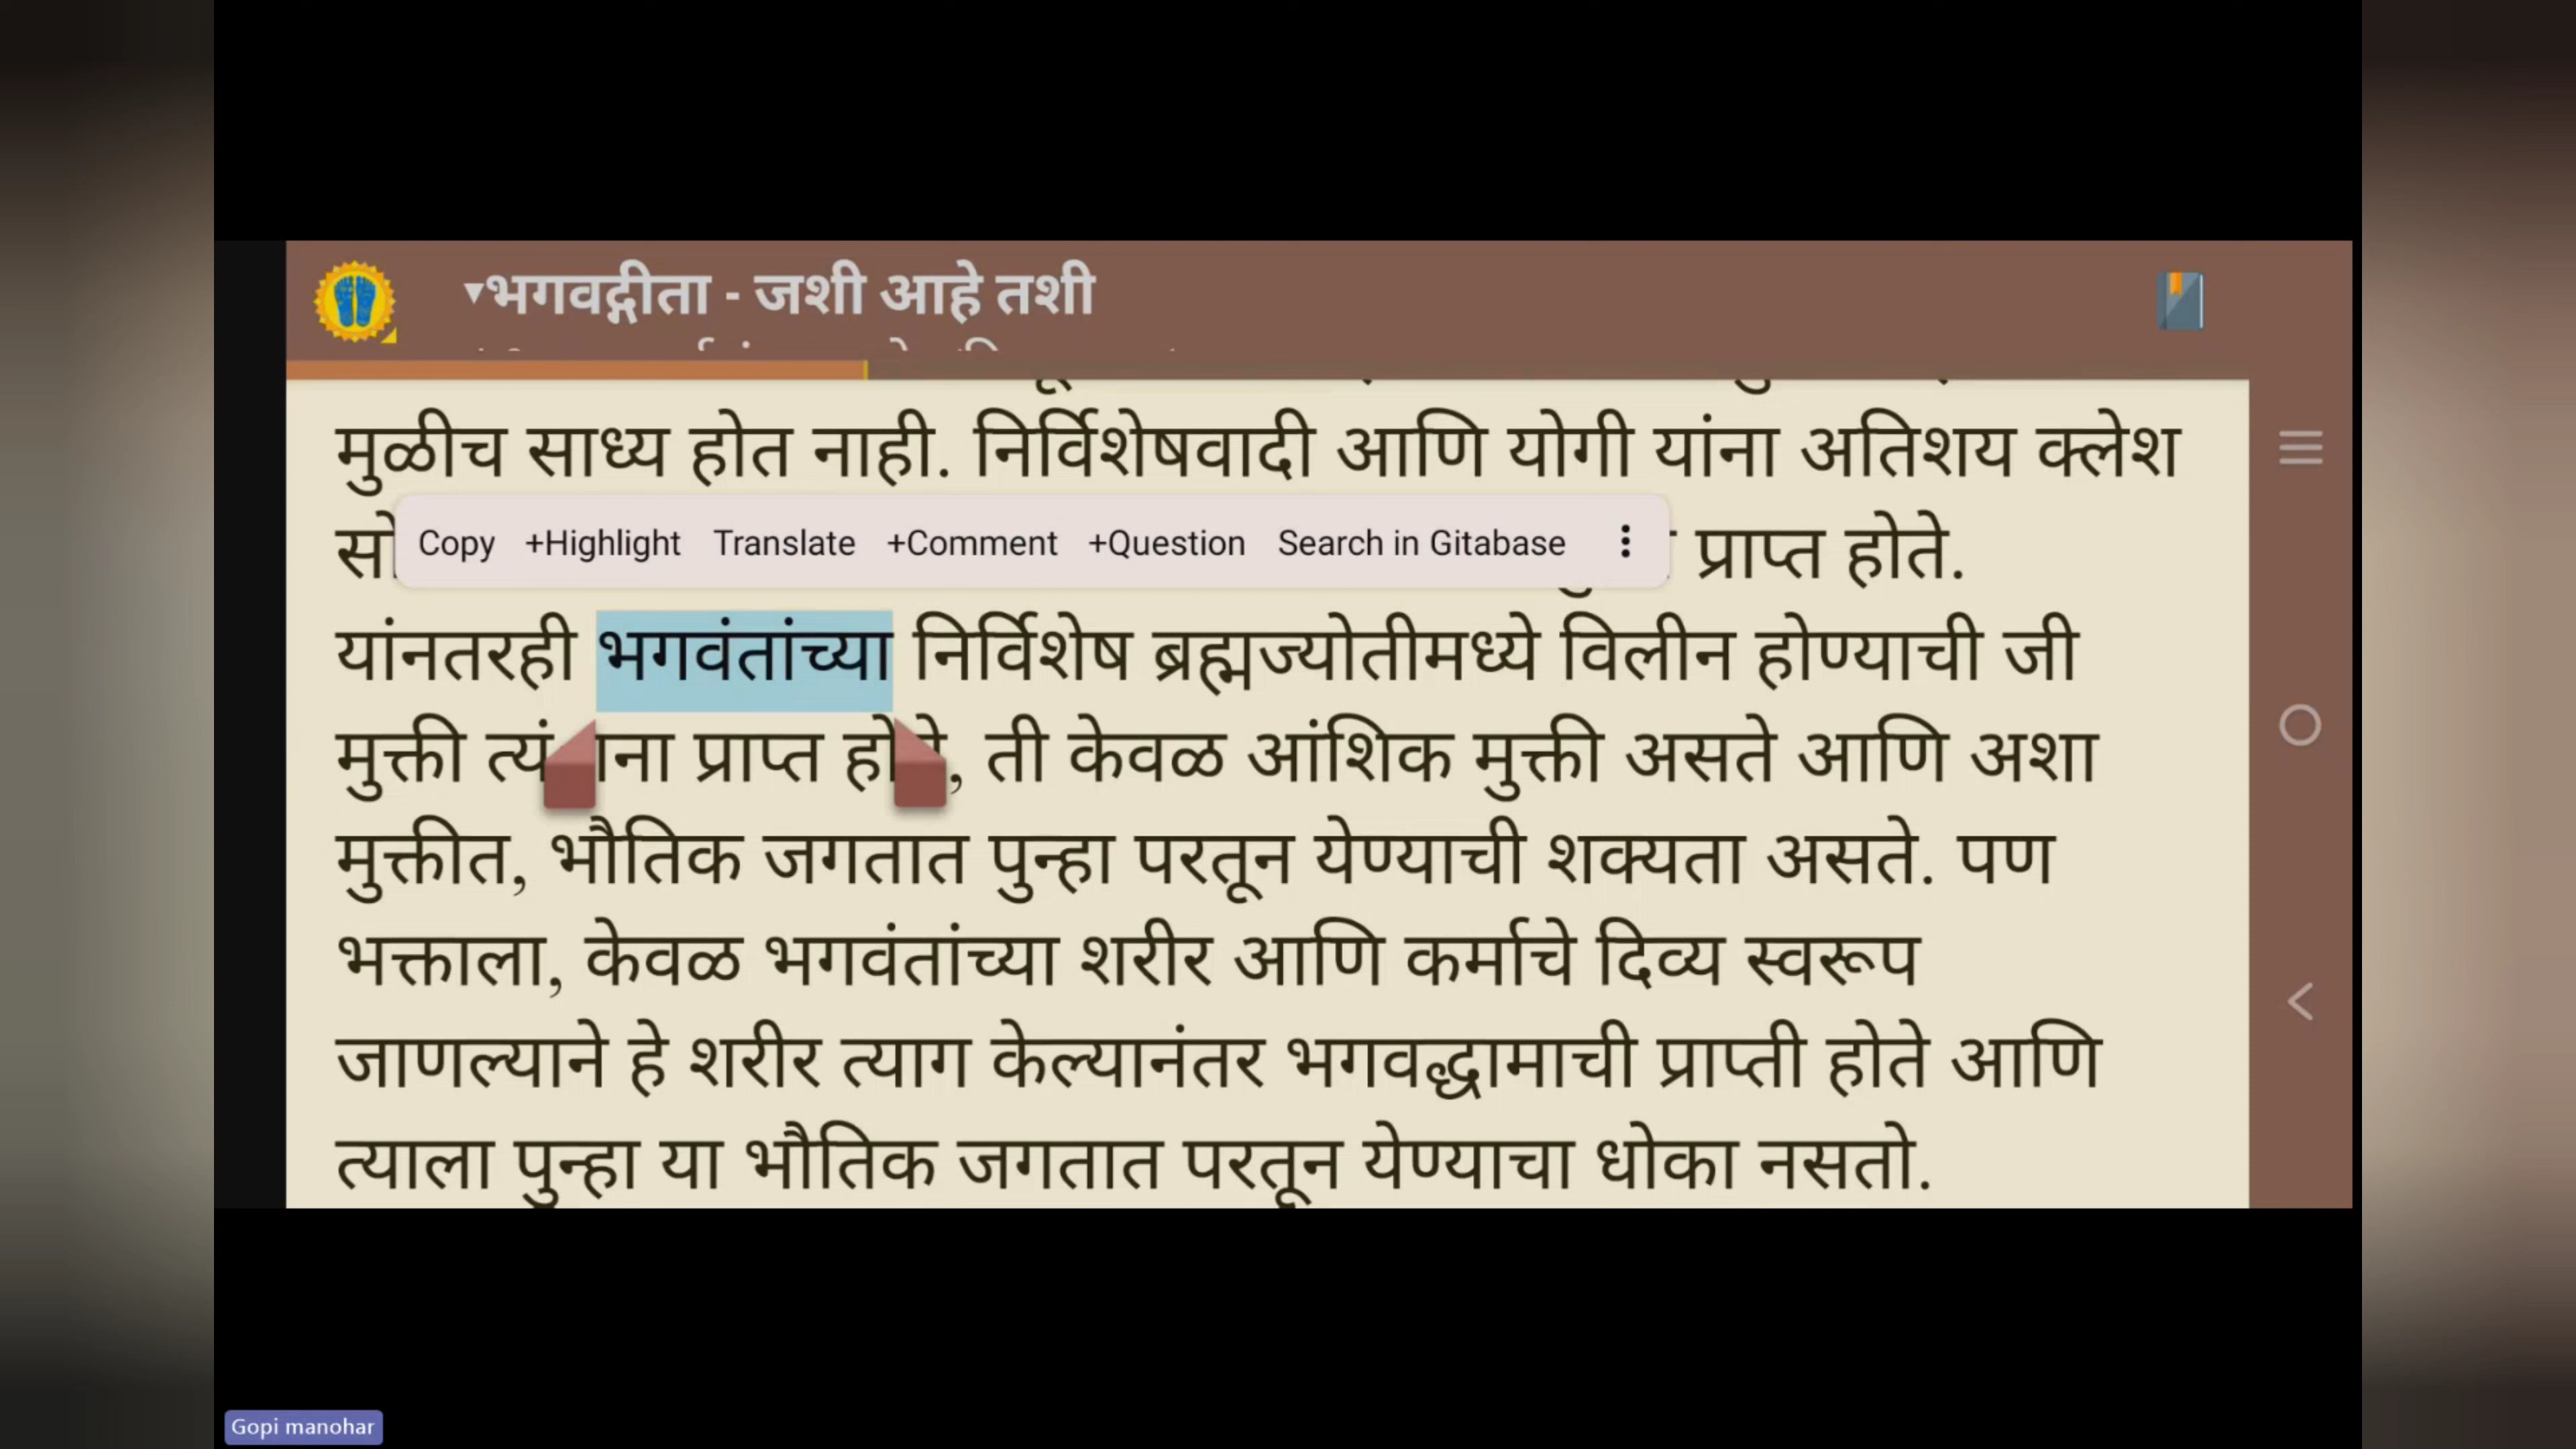 ▾भगवद्गीता - जशी आहे तशी
मुळीच साध्य होत नाही. निर्विशेषवादी आणि योगी यांना अतिशय क्लेश
Copy +Highlight Translate +Comment +Question Search in Gitabase
प्राप्त होते.
यांनतरही भगवंतांच्या निर्विशेष ब्रह्मज्योतीमध्ये विलीन होण्याची जी
मुक्ती त्यांना प्राप्त होते, ती केवळ आंशिक मुक्ती असते आणि अशा
मुक्तीत, भौतिक जगतात पुन्हा परतून येण्याची शक्यता असते. पण
भक्ताला, केवळ भगवंतांच्या शरीर आणि कर्माचे दिव्य स्वरूप
जाणल्याने हे शरीर त्याग केल्यानंतर भगवद्धामाची प्राप्ती होते आणि
त्याला पुन्हा या भौतिक जगतात परतून येण्याचा धोका नसतो.
Gopi manohar